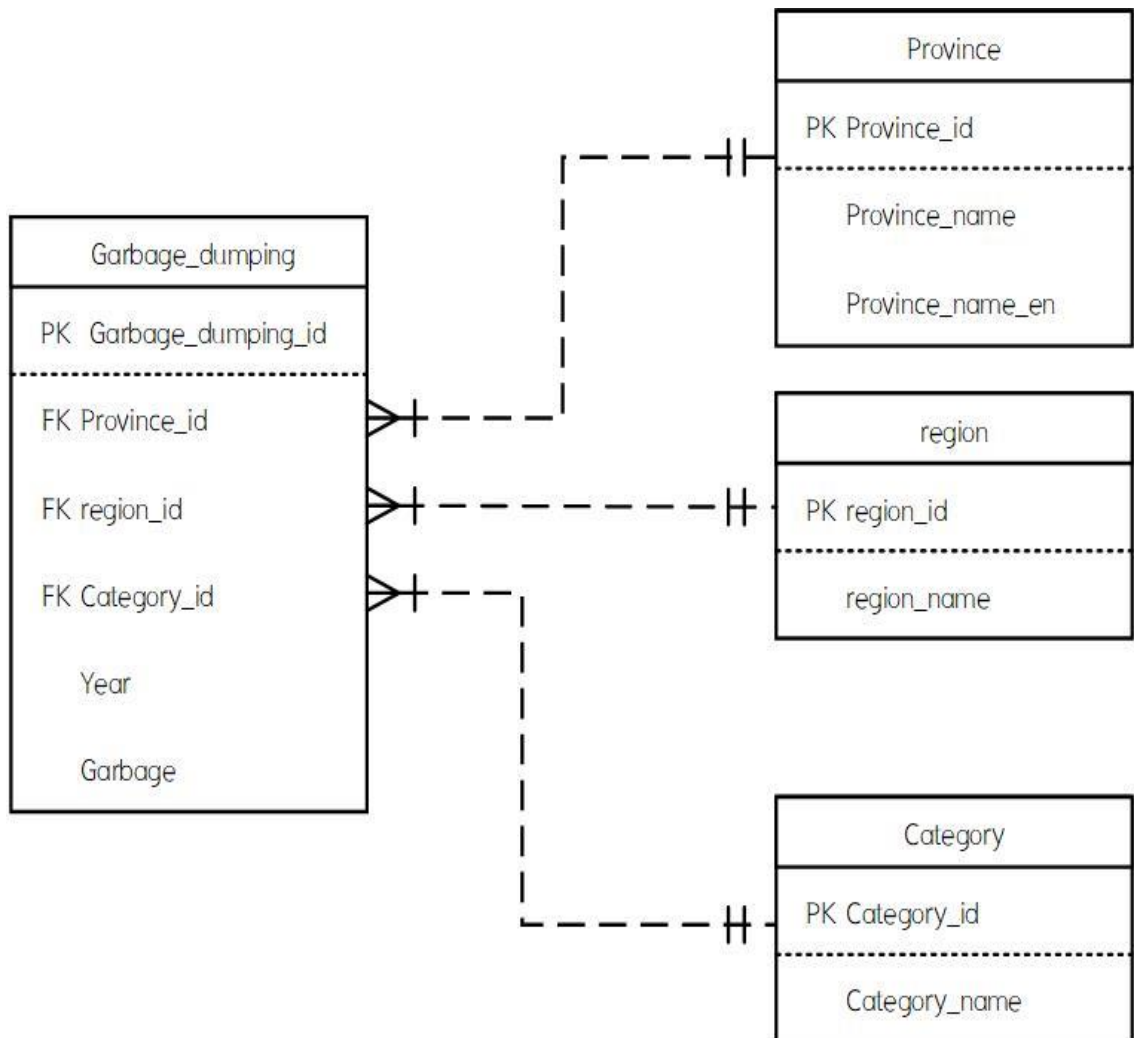 Province
PK Province_id
Province_name
Province_name_en
Garbage_dumping
PK Garbage_dumping_id
FK Province_id
FK region_id
FK Category_id
Year
Garbage
region
PK region_id
region_name
Category
PK Category_id
Category_name